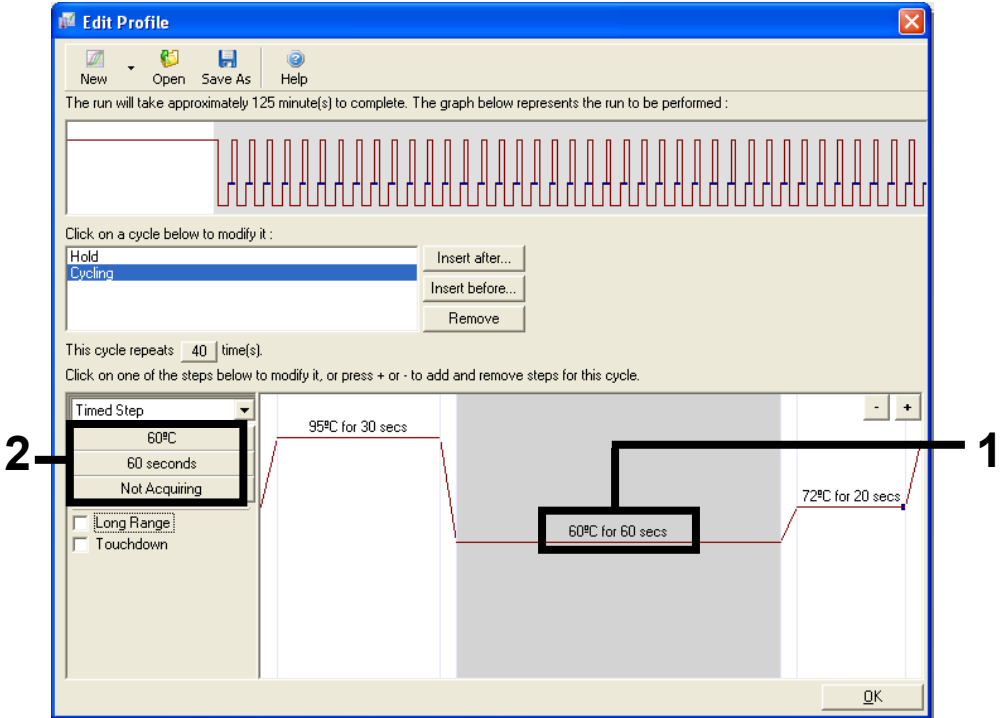 Edit Profile
New Open Save As Help
The run will take approximately 125 minute(s) to complete. The graph below represents the run to be performed :
Click on a cycle below to modify it :
Hold
Cycling
Insert after...
Insert before...
Remove
This cycle repeats 40 time(s).
Click on one of the steps below to modify it, or press + or - to add and remove steps for this cycle.
Timed Step
- +
60ºC
60 seconds
Not Acquiring
Long Range
Touchdown
95ºC for 30 secs
60ºC for 60 secs
72ºC for 20 secs
2
1
OK